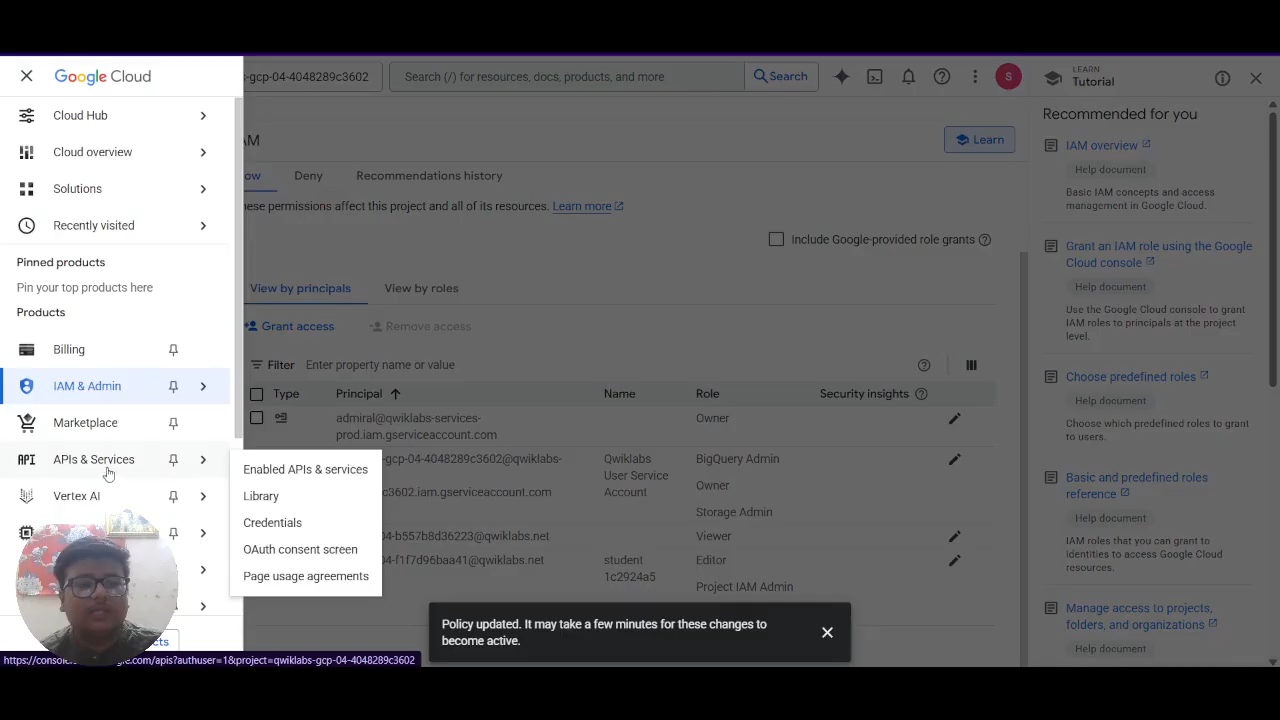 Google Cloud
s-gcp-04-4048289c3602
Search (/) for resources, docs, products, and more
Search
S
LEARN
Tutorial
Cloud Hub
Cloud overview
Solutions
Recently visited
Pinned products
Pin your top products here
Products
Billing
IAM & Admin
Marketplace
API APIs & Services
Vertex AI
Enabled APIs & services
Library
Credentials
OAuth consent screen
Page usage agreements
AM
Learn
ow
Deny
Recommendations history
hese permissions affect this project and all of its resources. Learn more
Include Google-provided role grants
View by principals
View by roles
Grant access
Remove access
Filter Enter property name or value
Type Principal Name Role Security insights
admiral@qwiklabs-services-
prod.iam.gserviceaccount.com
Owner
-gcp-04-4048289c3602@qwiklabs-
c3602.iam.gserviceaccount.com
Qwiklabs
User Service
Account
BigQuery Admin
Owner
Storage Admin
04-b557b8d36223@qwiklabs.net
Viewer
04-f1f7d96baa41@qwiklabs.net
student
1c2924a5
Editor
Project IAM Admin
Policy updated. It may take a few minutes for these changes to
become active.
Recommended for you
IAM overview
Help document
Basic IAM concepts and access
management in Google Cloud.
Grant an IAM role using the Google
Cloud console
Help document
Use the Google Cloud console to grant
IAM roles to principals at the project
level.
Choose predefined roles
Help document
Choose which predefined roles to grant
to users.
Basic and predefined roles
reference
Help document
IAM roles that you can grant to
identities to access Google Cloud
resources.
Manage access to projects,
folders, and organizations
Help document
cts